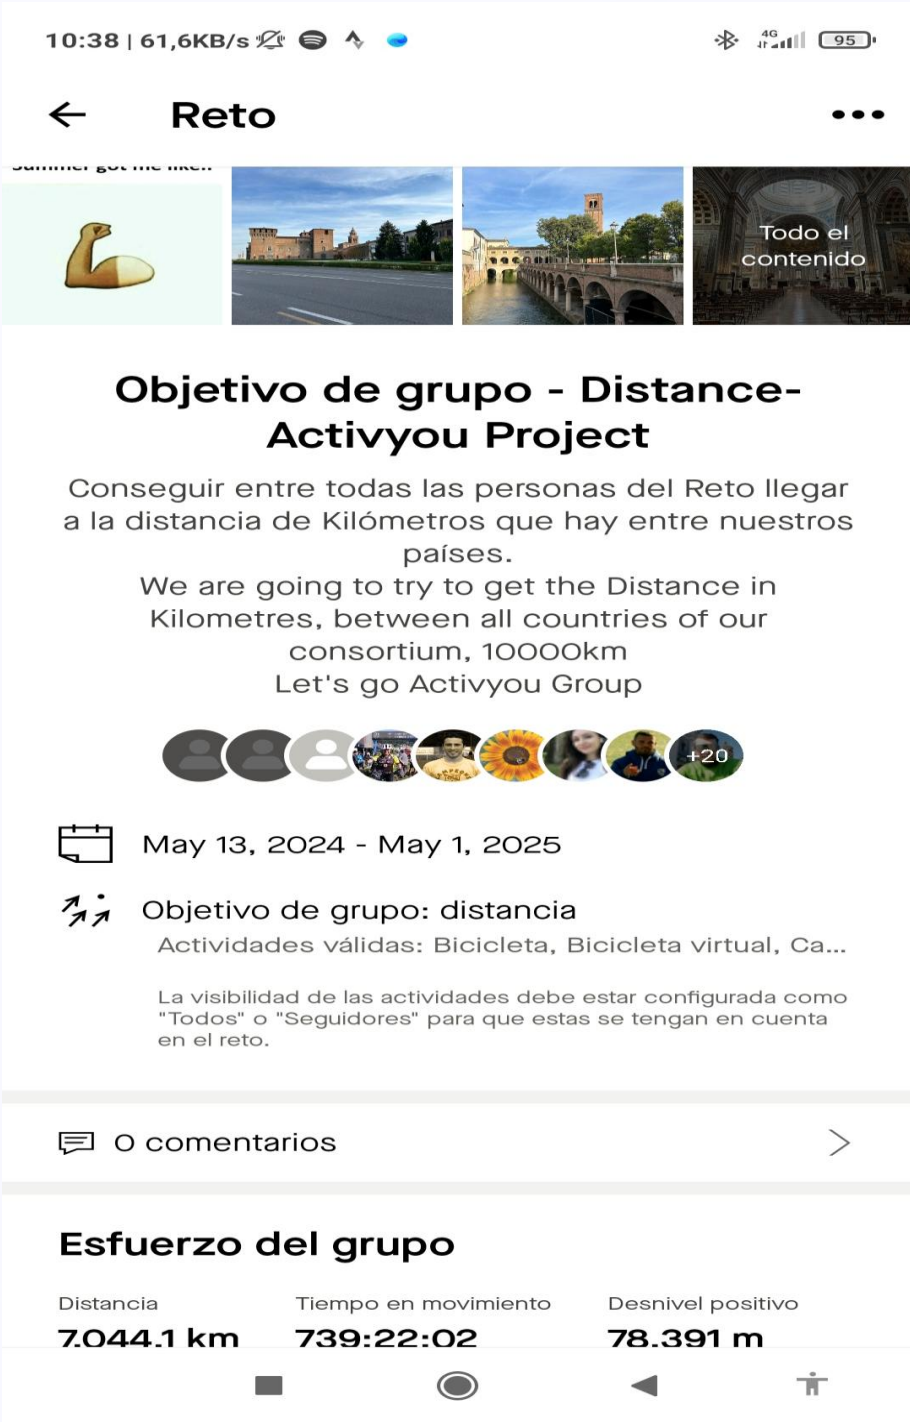 10:38 | 61,6KB/s
4G
95
Reto
Summer got me like..
Todo el
contenido
Objetivo de grupo - Distance-
Activyou Project
Conseguir entre todas las personas del Reto llegar
a la distancia de Kilómetros que hay entre nuestros
países.
We are going to try to get the Distance in
Kilometres, between all countries of our
consortium, 10000km
Let's go Activyou Group
+20
May 13, 2024 - May 1, 2025
Objetivo de grupo: distancia
Actividades válidas: Bicicleta, Bicicleta virtual, Ca...
La visibilidad de las actividades debe estar configurada como
"Todos" o "Seguidores" para que estas se tengan en cuenta
en el reto.
0 comentarios
Esfuerzo del grupo
Distancia Tiempo en movimiento Desnivel positivo
7.044,1 km 739:22:02 78.391 m